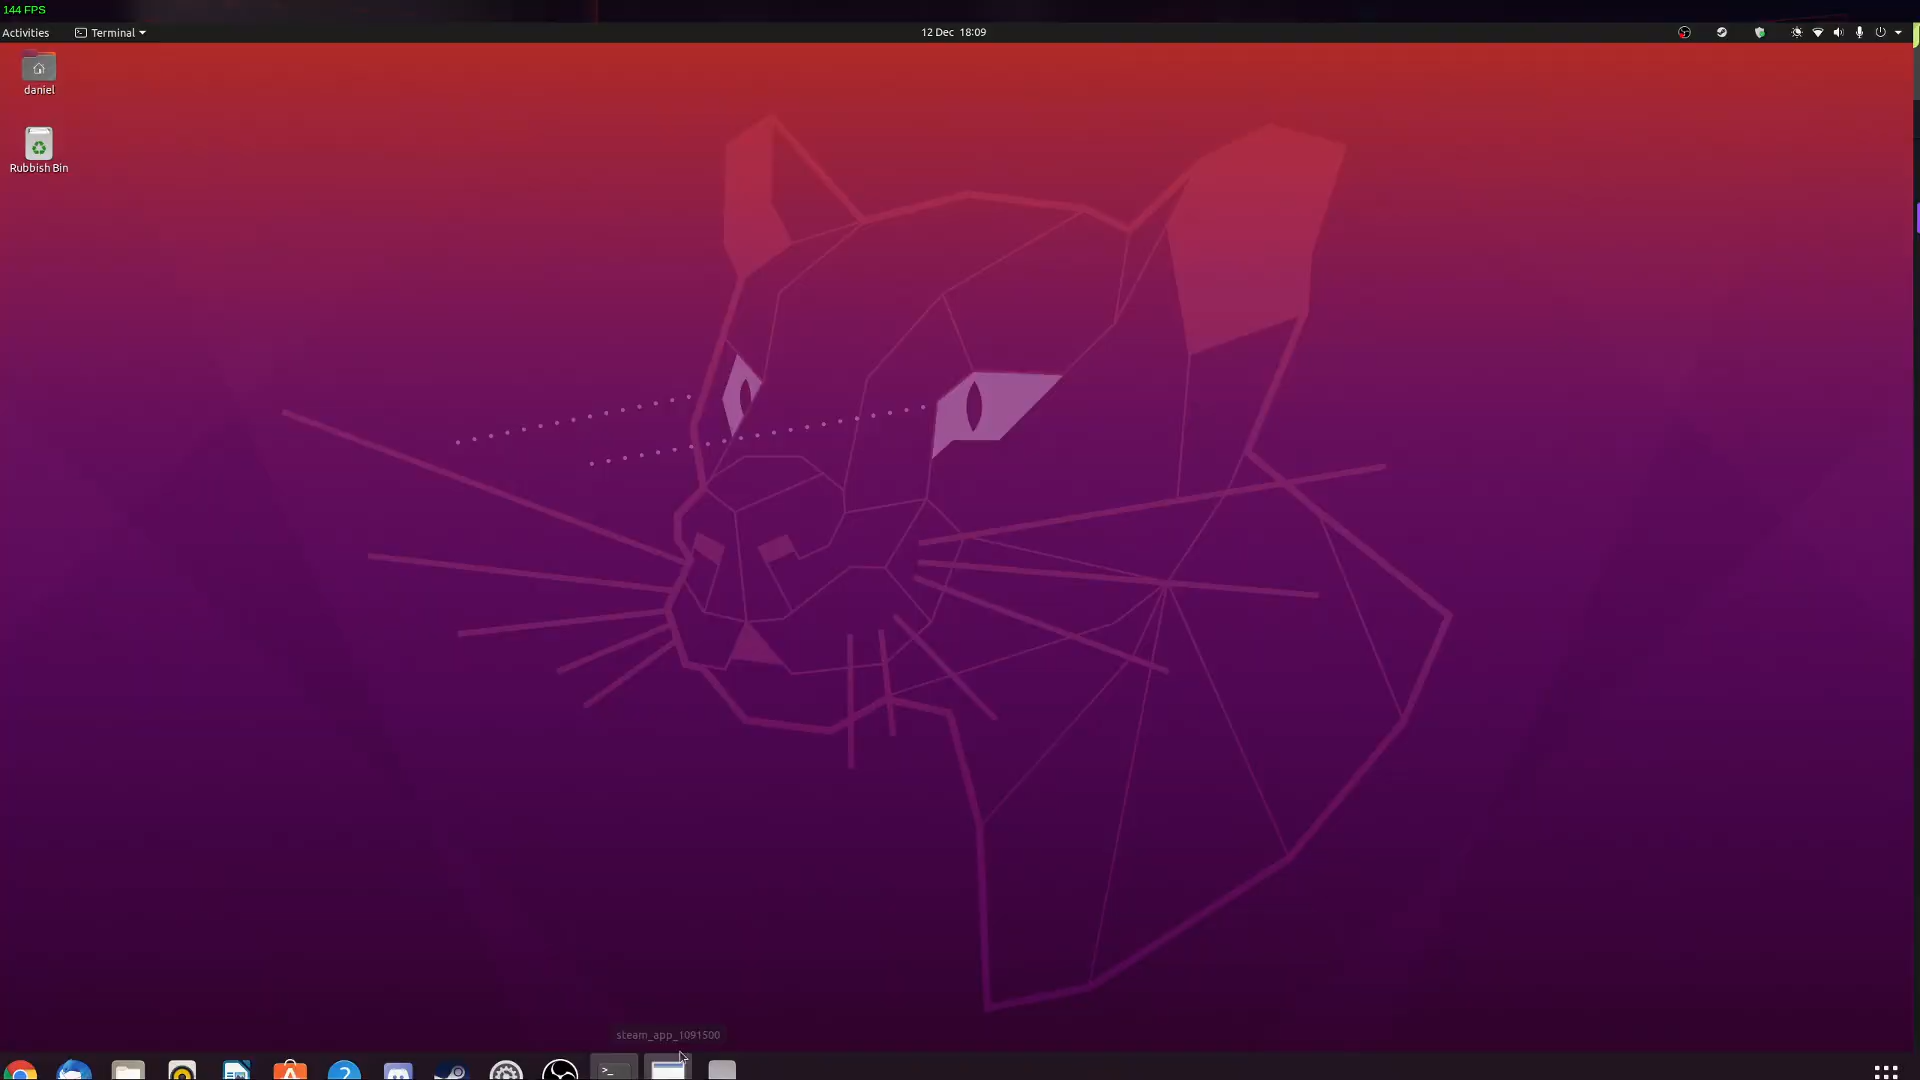 144 FPS
Activities
Terminal
12 Dec 18:09
daniel
Rubbish Bin
steam_app_1091500